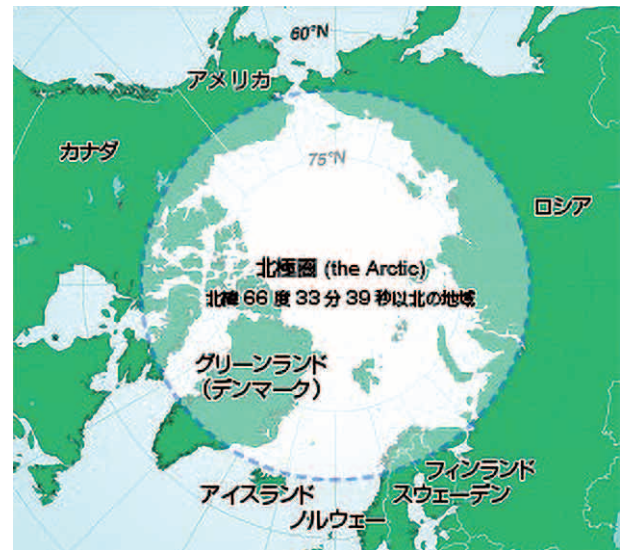 60°N
アメリカ
カナダ
75°N
ロシア
北極圏 (the Arctic)
北緯 66 度 33 分 39 秒以北の地域
グリーンランド
(デンマーク)
フィンランド
アイスランド
スウェーデン
ノルウェー